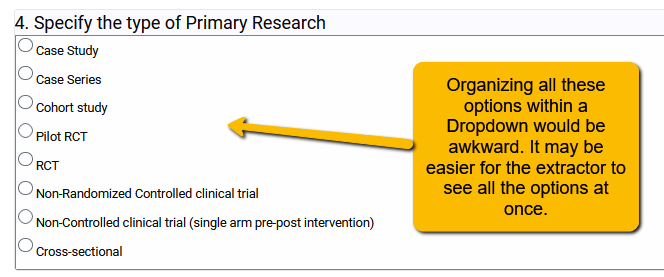 4. Specify the type of Primary Research
Case Study
Case Series
Cohort study
Pilot RCT
RCT
Non-Randomized Controlled clinical trial
Non-Controlled clinical trial (single arm pre-post intervention)
Cross-sectional
Organizing all these
options within a
Dropdown would be
awkward. It may be
easier for the extractor to
see all the options at
once.